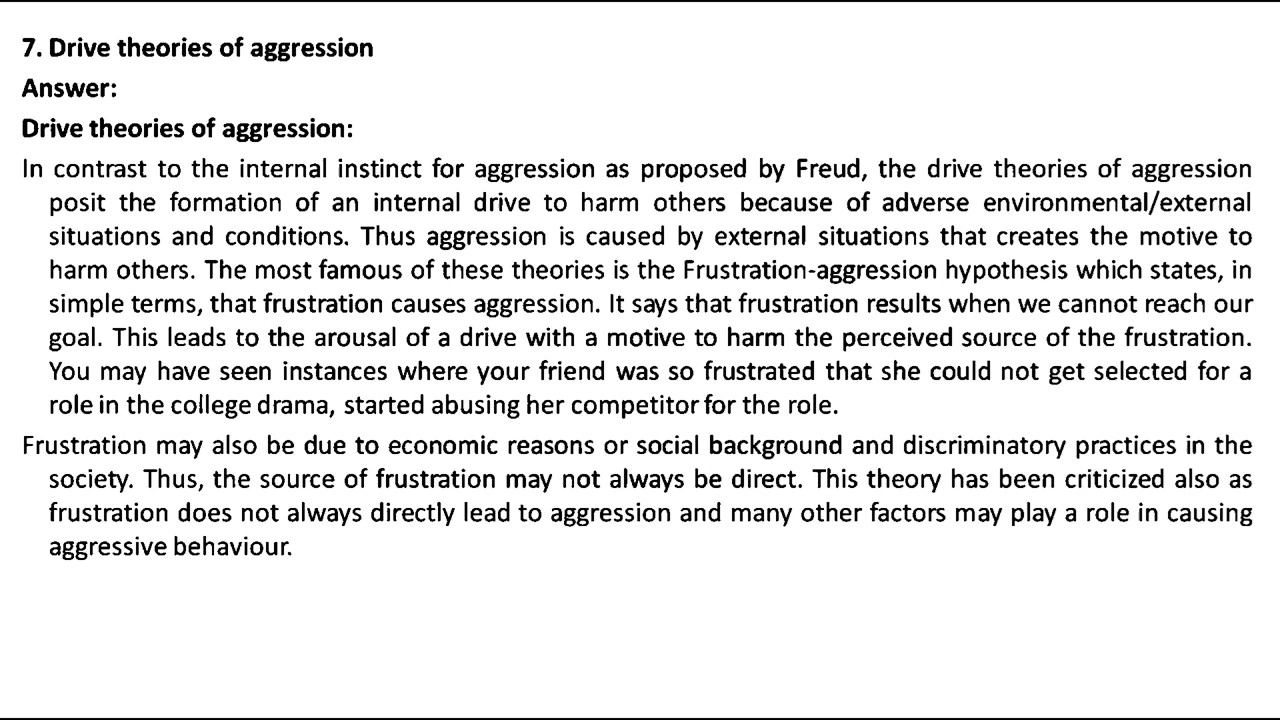 7. Drive theories of aggression
Answer:
Drive theories of aggression:
In contrast to the internal instinct for aggression as proposed by Freud, the drive theories of aggression
posit the formation of an internal drive to harm others because of adverse environmental/external
situations and conditions. Thus aggression is caused by external situations that creates the motive to
harm others. The most famous of these theories is the Frustration-aggression hypothesis which states, in
simple terms, that frustration causes aggression. It says that frustration results when we cannot reach our
goal. This leads to the arousal of a drive with a motive to harm the perceived source of the frustration.
You may have seen instances where your friend was so frustrated that she could not get selected for a
role in the college drama, started abusing her competitor for the role.
Frustration may also be due to economic reasons or social background and discriminatory practices in the
society. Thus, the source of frustration may not always be direct. This theory has been criticized also as
frustration does not always directly lead to aggression and many other factors may play a role in causing
aggressive behaviour.